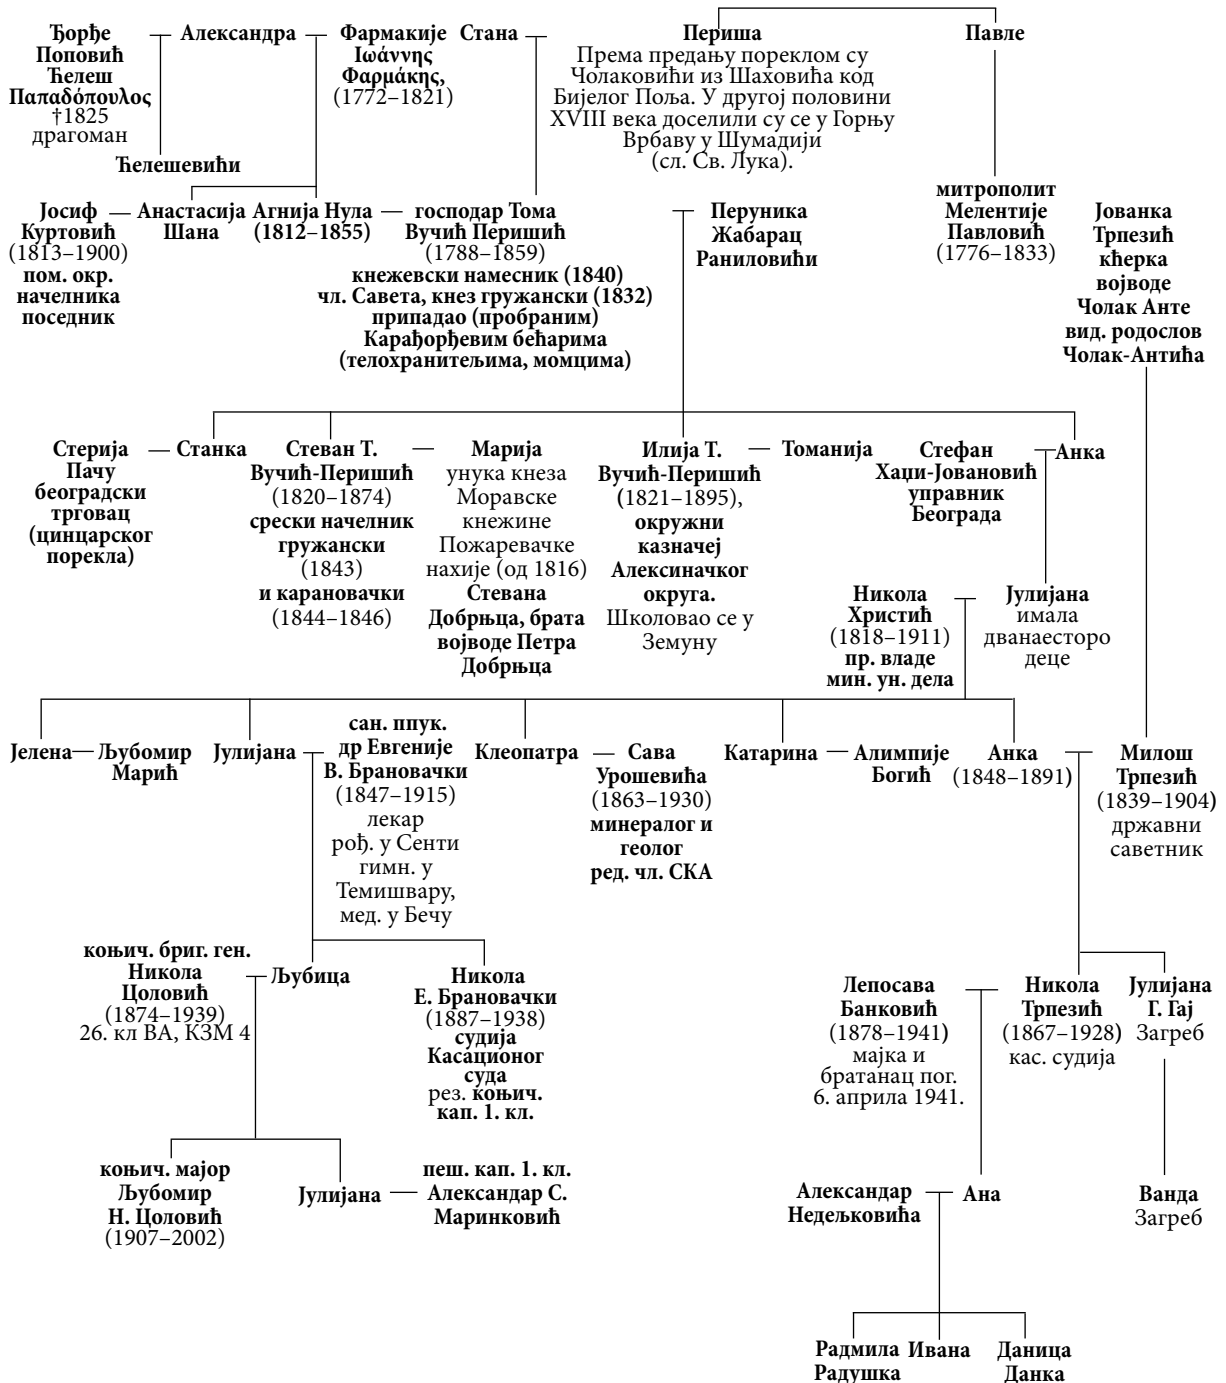 Ђорђе
Поповић
Ћелеш
Παπαδόπουλος
†1825
драгоман
Александра
Фармакије
Ιωάννης
Φαρμάκης,
(1772–1821)
Стана
Периша
Према предању пореклом су
Чолаковићи из Шаховића код
Бијелог Поља. У другој половини
XVIII века доселили су се у Горњу
Врбаву у Шумадији
(сл. Св. Лука).
Павле
Ћелешевићи
Јосиф
Куртовић
(1813–1900)
пом. окр.
начелника
поседник
Анастасија
Шана
Агнија Нула
(1812–1855)
господар Тома
Вучић Перишић
(1788–1859)
кнежевски намесник (1840)
чл. Савета, кнез гружански (1832)
припадао (пробраним)
Карађорђевим бећарима
(телохранитељима, момцима)
Перуника
Жабарац
Раниловићи
митрополит
Мелентије
Павловић
(1776–1833)
Јованка
Трпезић
кћерка
војводе
Чолак Анте
вид. родослов
Чолак-Антића
Стерија
Пачу
београдски
трговац
(цинцарског
порекла)
Станка
Стеван Т.
Вучић-Перишић
(1820–1874)
срески начелник
гружански
(1843)
и карановачки
(1844–1846)
Марија
унука кнеза
Моравске
кнежине
Пожаревачке
нахије (од 1816)
Стевана
Добрњца, брата
војводе Петра
Добрњца
Илија Т.
Вучић-Перишић
(1821–1895),
окружни
казначеј
Алексиначког
округа.
Школовао се у
Земуну
Томанија
Стефан
Хаџи-Јовановић
управник
Београда
Анка
Никола
Христић
(1818–1911)
пр. владе
мин. ун. дела
Јулијана
имала
дванаесторо
деце
Јелена
Љубомир
Марић
Јулијана
сан. ппук.
др Евгеније
В. Брановачки
(1847–1915)
лекар
рођ. у Сенти
гимн. у
Темишвару,
мед. у Бечу
Клеопатра
Сава
Урошевића
(1863–1930)
минералог и
геолог
ред. чл. СКА
Катарина
Алимпије
Богић
Анка
(1848–1891)
Милош
Трпезић
(1839–1904)
државни
саветник
коњич. бриг. ген.
Никола
Цоловић
(1874–1939)
26. кл ВА, КЗМ 4
Љубица
Никола
Е. Брановачки
(1887–1938)
судија
Касационог
суда
рез. коњич.
кап. 1. кл.
Лепосава
Банковић
(1878–1941)
мајка и
братанац пог.
6. априла 1941.
Никола
Трпезић
(1867–1928)
кас. судија
Јулијана
Г. Гај
Загреб
коњич. мајор
Љубомир
Н. Цоловић
(1907–2002)
Јулијана
пеш. кап. 1. кл.
Александар С.
Маринковић
Александар
Недељковића
Ана
Ванда
Загреб
Радмила
Радушка
Ивана
Даница
Данка